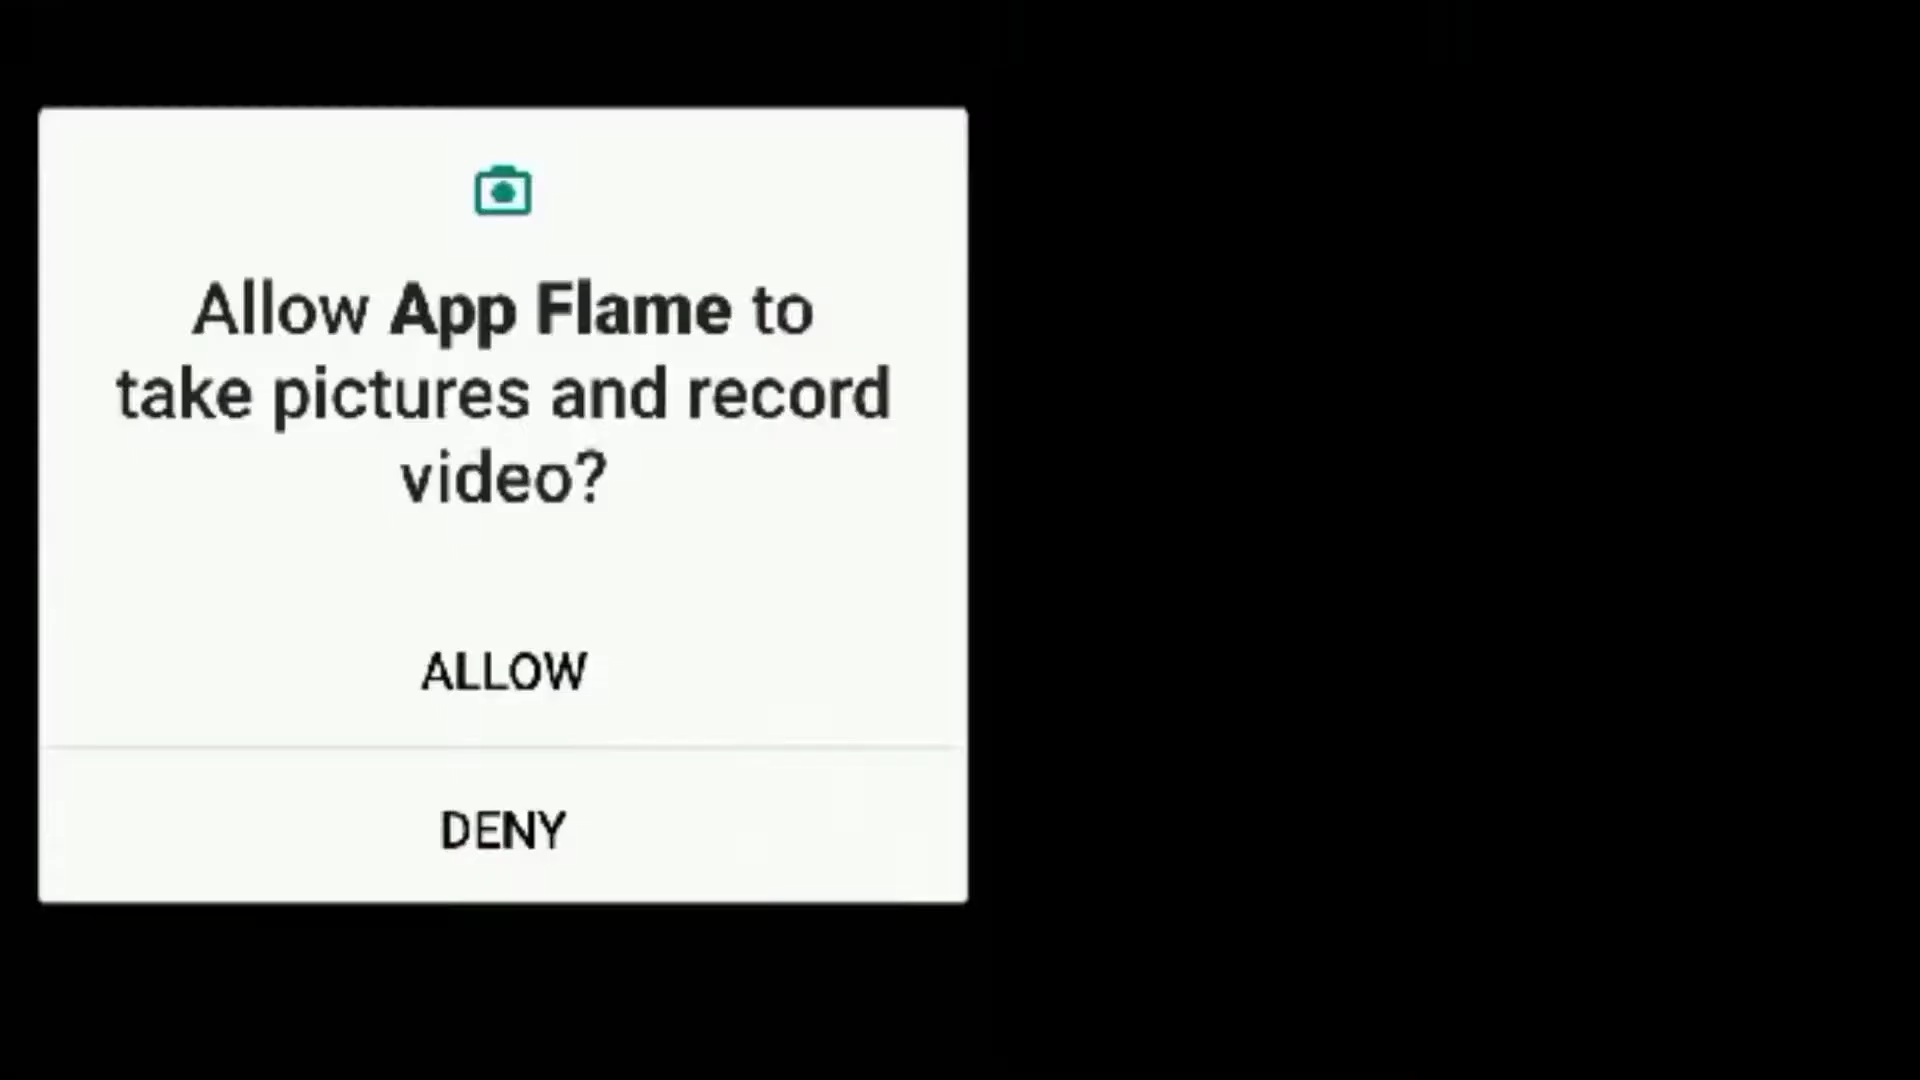 Allow App Flame to
take pictures and record
video?
ALLOW
DENY